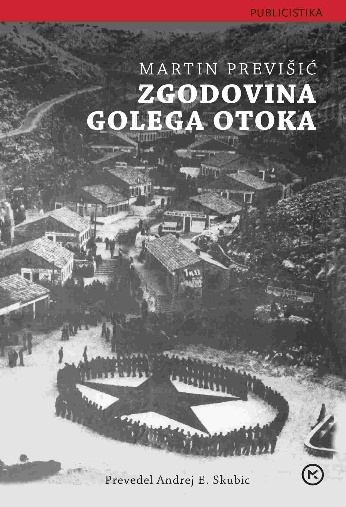 PUBLICISTIKA
MARTIN PREVIŠIĆ
ZGODOVINA
GOLEGA OTOKA
Prevedel Andrej E. Skubic